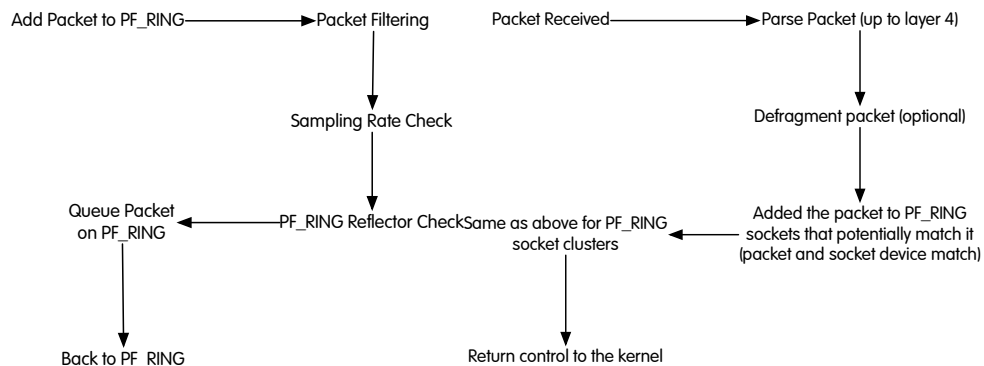 Add Packet to PF_RING
Packet Filtering
Sampling Rate Check
PF_RING Reflector Check
Queue Packet
on PF_RING
Back to PF_RING
Packet Received
Parse Packet (up to layer 4)
Defragment packet (optional)
Added the packet to PF_RING
sockets that potentially match it
(packet and socket device match)
Same as above for PF_RING
socket clusters
Return control to the kernel